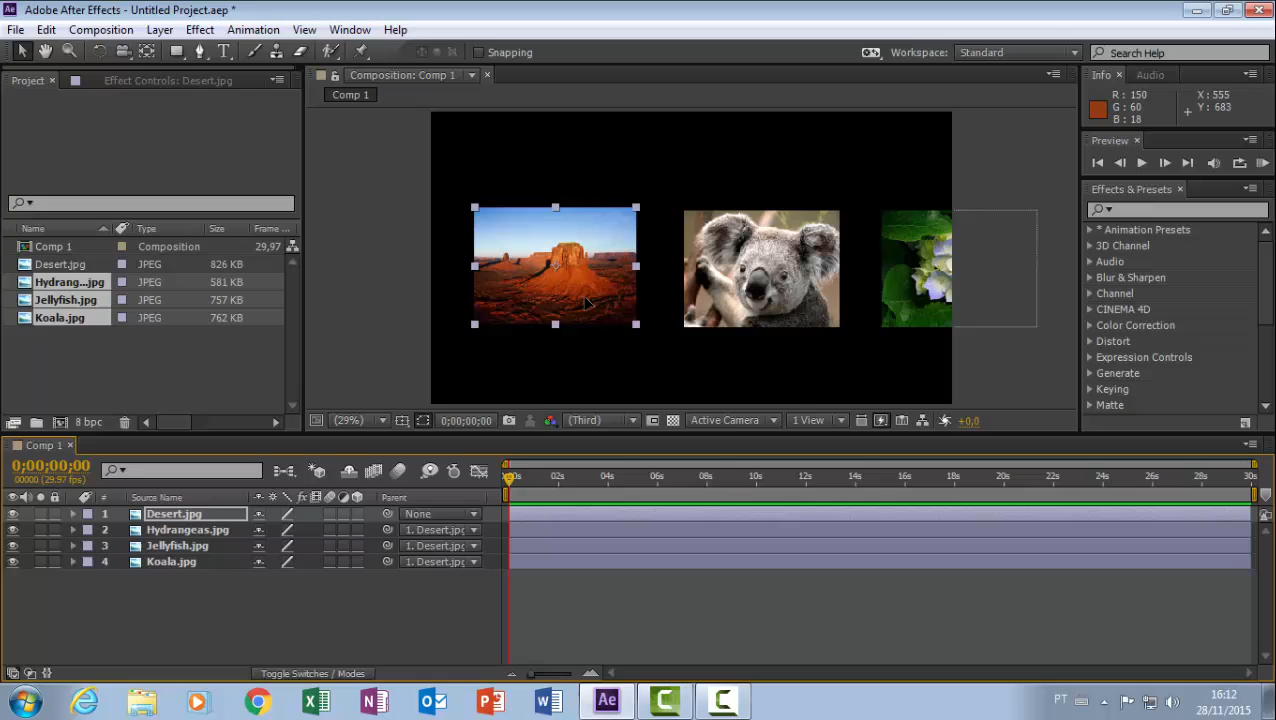 Ae Adobe After Effects - Untitled Project.aep *
File Edit Composition Layer Effect Animation View Window Help
Snapping
Workspace: Standard
Search Help
Project × Effect Controls: Desert.jpg
Composition: Comp 1
Comp 1
Info × Audio
R : 150 X : 555
G : 60 Y : 683
B : 18
Preview ×
Effects & Presets ×
* Animation Presets
3D Channel
Audio
Blur & Sharpen
Channel
CINEMA 4D
Color Correction
Distort
Expression Controls
Generate
Keying
Matte
Name Type Size Frame ...
Comp 1 Composition 29,97
Desert.jpg JPEG 826 KB
Hydrang...jpg JPEG 581 KB
Jellyfish.jpg JPEG 757 KB
Koala.jpg JPEG 762 KB
8 bpc
(29%) 0;00;00;00 (Third) Active Camera 1 View +0,0
Comp 1 ×
0;00;00;00
00000 (29.97 fps)
02s 04s 06s 08s 10s 12s 14s 16s 18s 20s 22s 24s 26s 28s 30s
# Source Name fx Parent
1 Desert.jpg None
2 Hydrangeas.jpg 1. Desert.jpg
3 Jellyfish.jpg 1. Desert.jpg
4 Koala.jpg 1. Desert.jpg
Toggle Switches / Modes
PT
16:12
28/11/2015